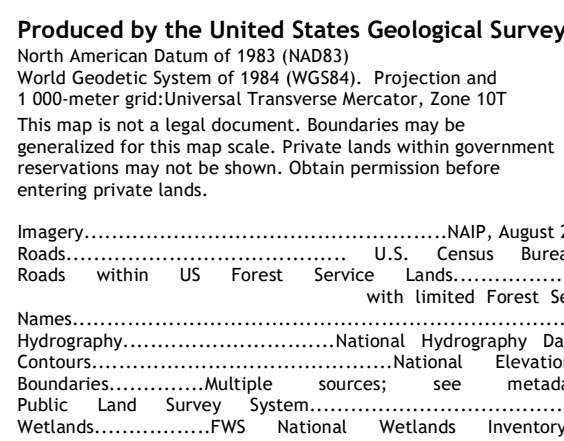 Produced by the United States Geological Survey
North American Datum of 1983 (NAD83)
World Geodetic System of 1984 (WGS84). Projection and
1 000-meter grid:Universal Transverse Mercator, Zone 10T
This map is not a legal document. Boundaries may be
generalized for this map scale. Private lands within government
reservations may not be shown. Obtain permission before
entering private lands.
Imagery.....................................................NAIP, August
Roads......................................... U.S. Census
Roads within US Forest Service Lands.................
with limited Forest
Names........................................................................
Hydrography...............................National Hydrography
Contours............................................National
Boundaries..............Multiple sources; see
Public Land Survey System......................................
Wetlands.................FWS National Wetlands Inventory